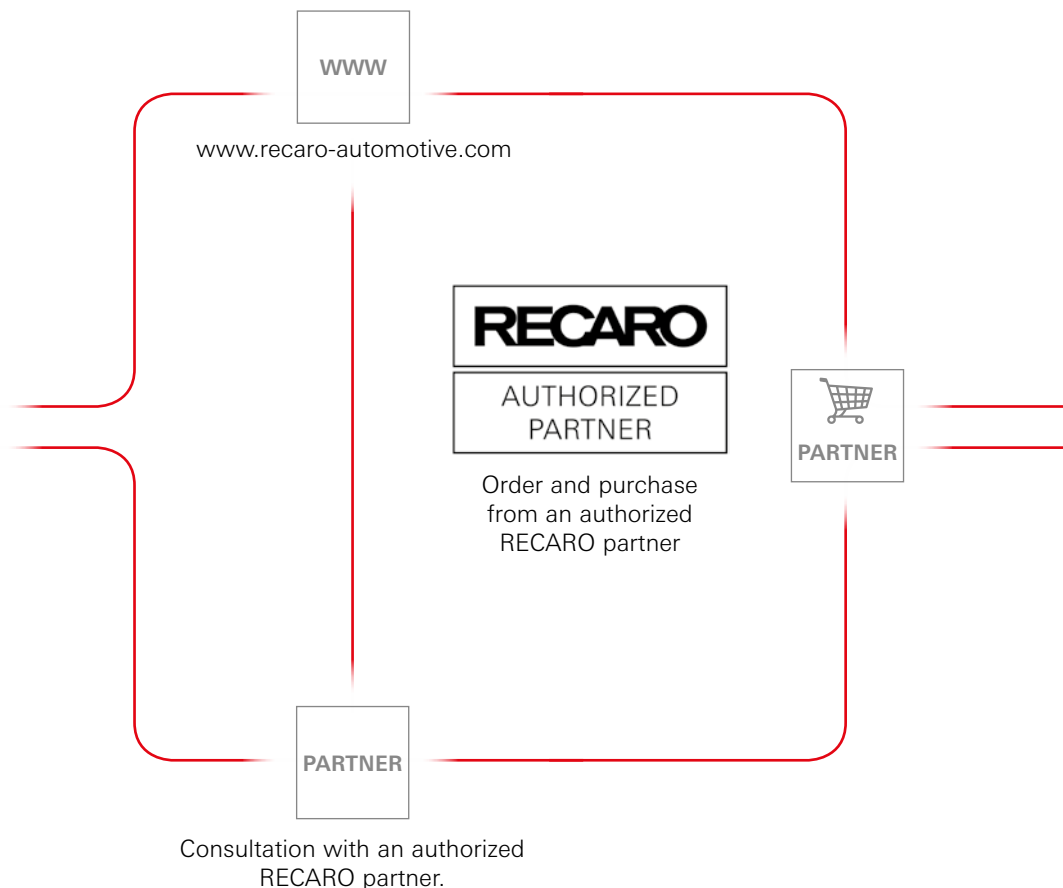 WWW
www.recaro-automotive.com
RECARO
AUTHORIZED
PARTNER
Order and purchase
from an authorized
RECARO partner
PARTNER
PARTNER
Consultation with an authorized
RECARO partner.